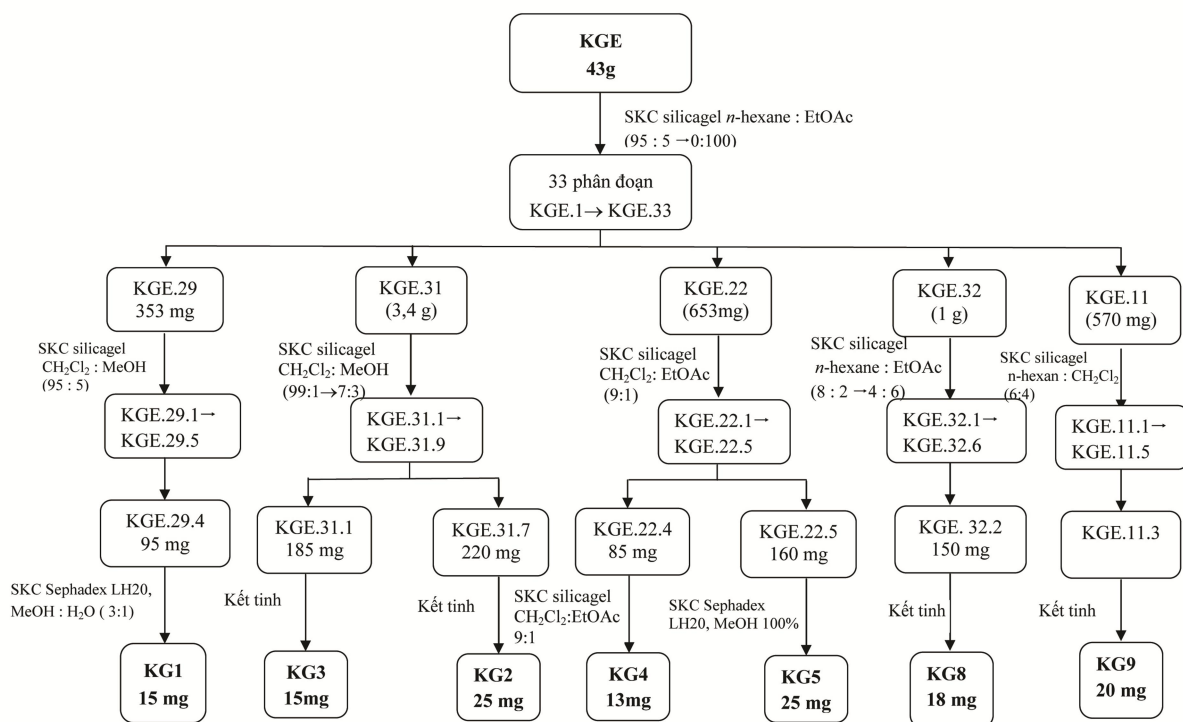 KGE
43g
SKC silicagel n-hexane : EtOAc
(95 : 5 →0:100)
33 phân đoạn
KGE.1→ KGE.33
KGE.29
353 mg
KGE.31
(3,4 g)
KGE.22
(653mg)
KGE.32
(1 g)
KGE.11
(570 mg)
SKC silicagel
CH₂Cl₂ : MeOH
(95 : 5)
SKC silicagel
CH₂Cl₂: MeOH
(99:1→7:3)
SKC silicagel
CH₂Cl₂: EtOAc
(9:1)
SKC silicagel
n-hexane : EtOAc
(8 : 2 →4 : 6)
SKC silicagel
n-hexan : CH₂Cl₂
(6:4)
KGE.29.1→
KGE.29.5
KGE.31.1→
KGE.31.9
KGE.22.1→
KGE.22.5
KGE.32.1→
KGE.32.6
KGE.11.1→
KGE.11.5
KGE.29.4
95 mg
KGE.31.1
185 mg
KGE.31.7
220 mg
KGE.22.4
85 mg
KGE.22.5
160 mg
KGE. 32.2
150 mg
KGE.11.3
SKC Sephadex LH20,
MeOH : H₂O ( 3:1)
Kết tinh
Kết tinh
SKC silicagel
CH₂Cl₂:EtOAc
9:1
SKC Sephadex
LH20, MeOH 100%
Kết tinh
Kết tinh
KG1
15 mg
KG3
15mg
KG2
25 mg
KG4
13mg
KG5
25 mg
KG8
18 mg
KG9
20 mg